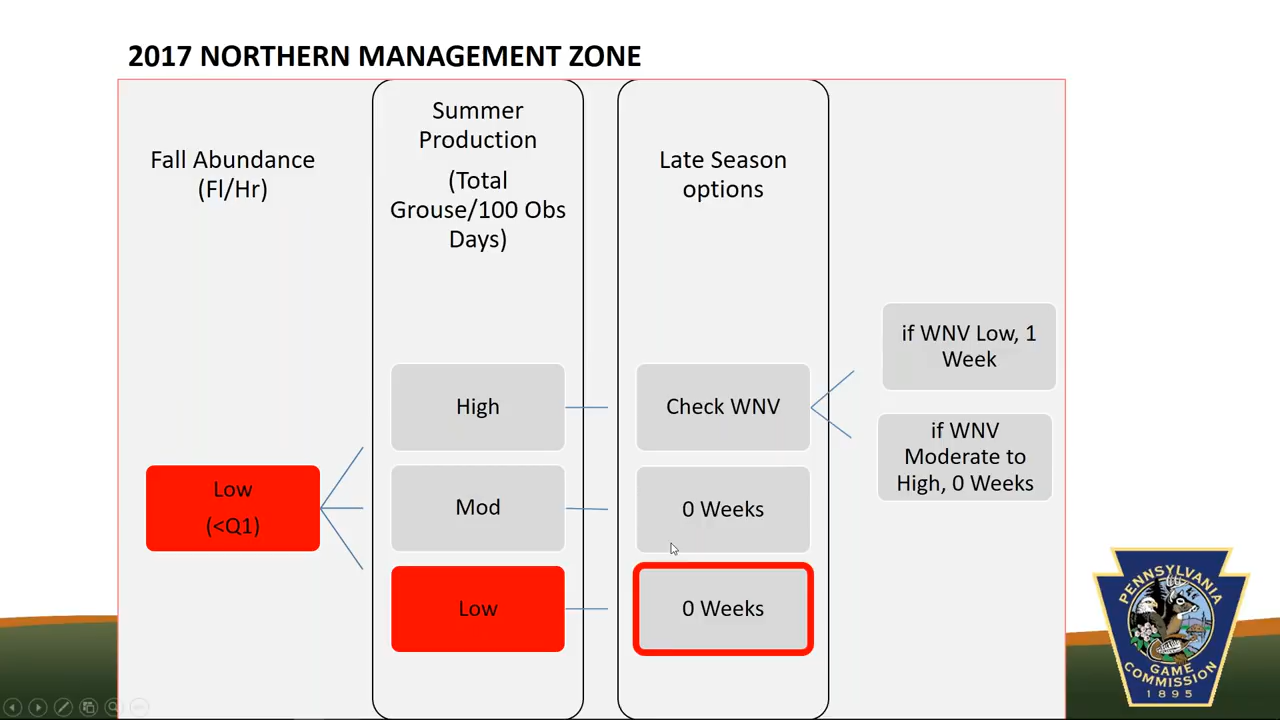 2017 NORTHERN MANAGEMENT ZONE
Fall Abundance
(Fl/Hr)
Summer
Production
(Total
Grouse/100 Obs
Days)
Late Season
options
Low
(<Q1)
High
Mod
Low
Check WNV
0 Weeks
0 Weeks
if WNV Low, 1
Week
if WNV
Moderate to
High, 0 Weeks
PENNSYLVANIA
GAME
COMMISSION
1895